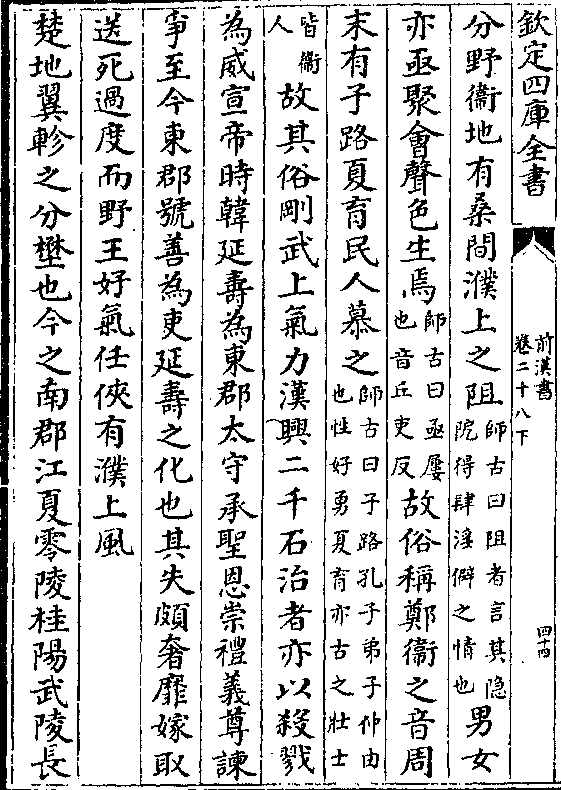 欽定四庫全書
前漢書
卷二十八下
四十四
分野衞地有桑間濮上之阻師古曰阻者言其隐阨得肆淫僻之情也男女
亦亟聚會聲色生焉師古曰亟屢也音丘吏反故俗稱鄭衞之音周
末有子路夏育民人慕之師古曰子路孔子弟子仲由也性好勇夏育亦古之壯士
皆衞人故其俗剛武上氣力漢興二千石治者亦以殺戮
為威宣帝時韓延壽為東郡太守承聖恩崇禮義尊諫
爭至今東郡號善為吏延壽之化也其失頗奢靡嫁取
送死過度而野王好氣任俠有濮上風
楚地翼軫之分壄也今之南郡江夏零陵桂陽武陵長